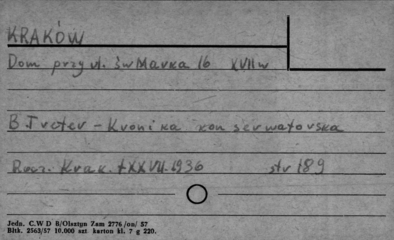 KRAKÓW
Dom przy ul. św Marka 16 XVII w
B Treter – Kronika konserwatorska
Rocz. Krak. t XXVII. 1936 str 189
Jedn. C.W D 8/Olsztyn Zam 2776/on/ 57
Bltk. 2563/57 10.000 szt karton kl. 7 g 220.